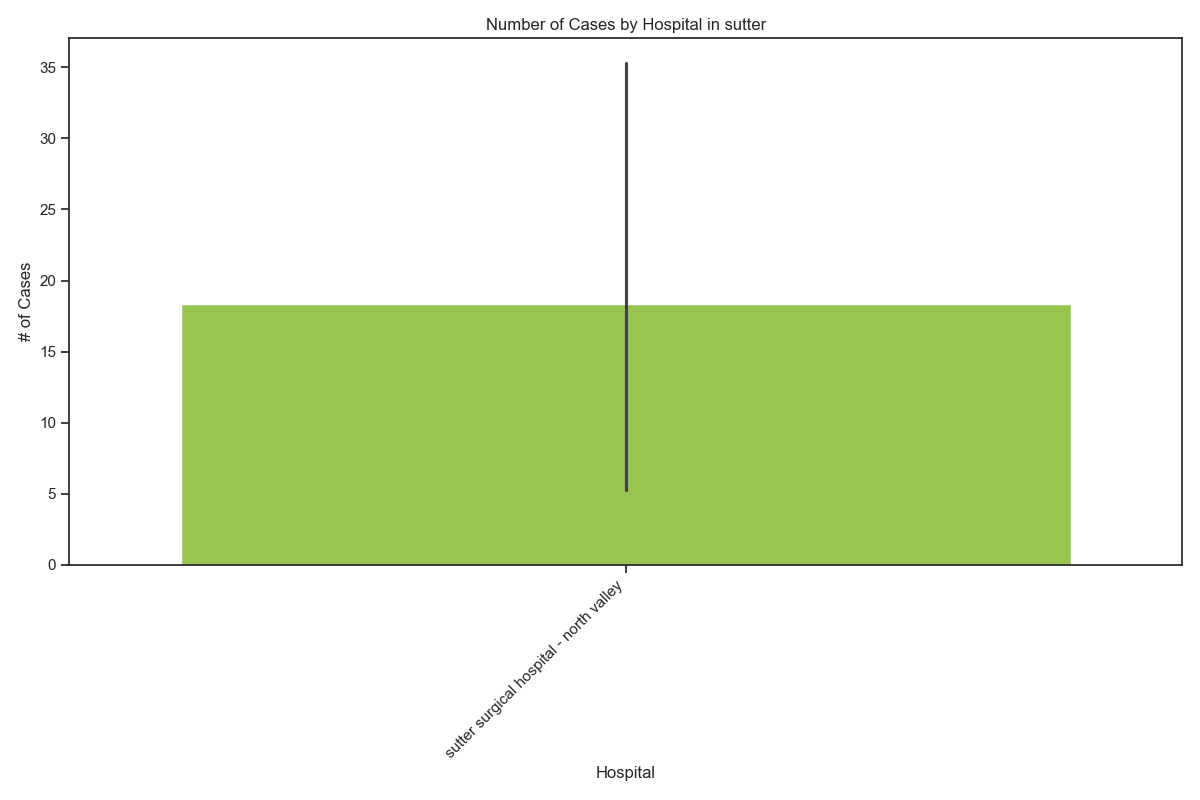 Number of Cases by Hospital in sutter
# of Cases
35
30
25
20
15
10
5
0
sutter surgical hospital - north valley
Hospital